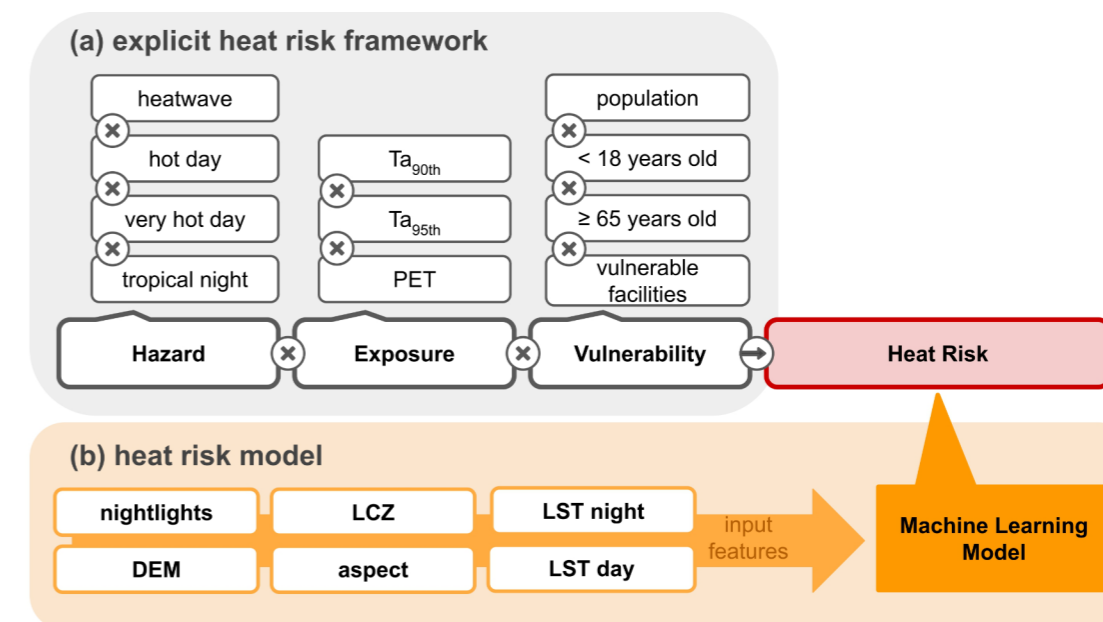 (a) explicit heat risk framework
heatwave
hot day
very hot day
tropical night
Ta90th
Ta95th
PET
population
< 18 years old
≥ 65 years old
vulnerable
facilities
Hazard
Exposure
Vulnerability
Heat Risk
(b) heat risk model
nightlights
LCZ
LST night
DEM
aspect
LST day
input
features
Machine Learning
Model